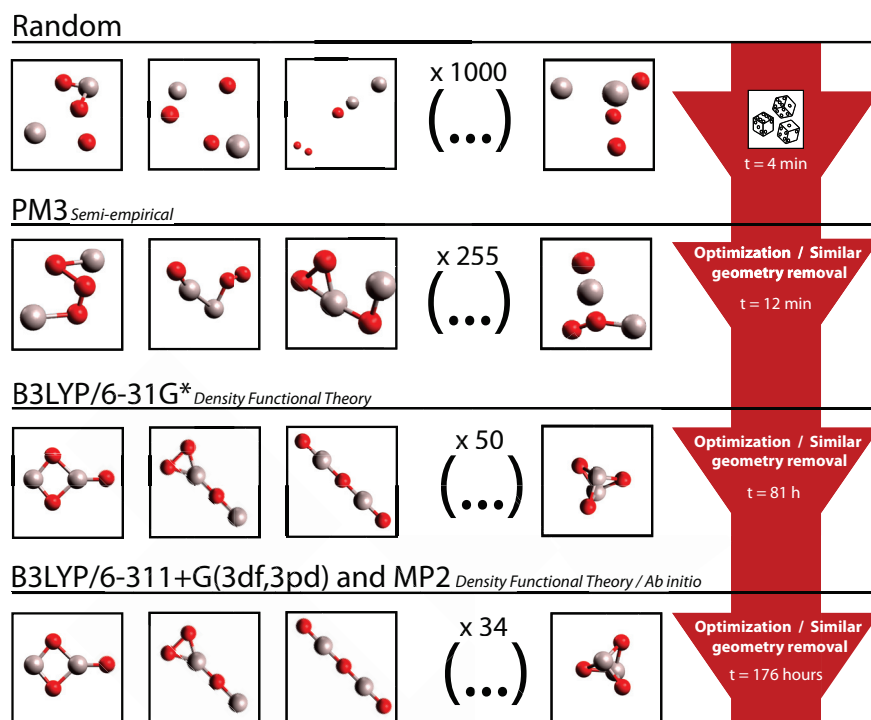 Random
x 1000
(...)
t = 4 min
PM3 Semi-empirical
x 255
(...)
Optimization / Similar
geometry removal
t = 12 min
B3LYP/6-31G* Density Functional Theory
x 50
(...)
Optimization / Similar
geometry removal
t = 81 h
B3LYP/6-311+G(3df,3pd) and MP2 Density Functional Theory / Ab initio
x 34
(...)
Optimization / Similar
geometry removal
t = 176 hours